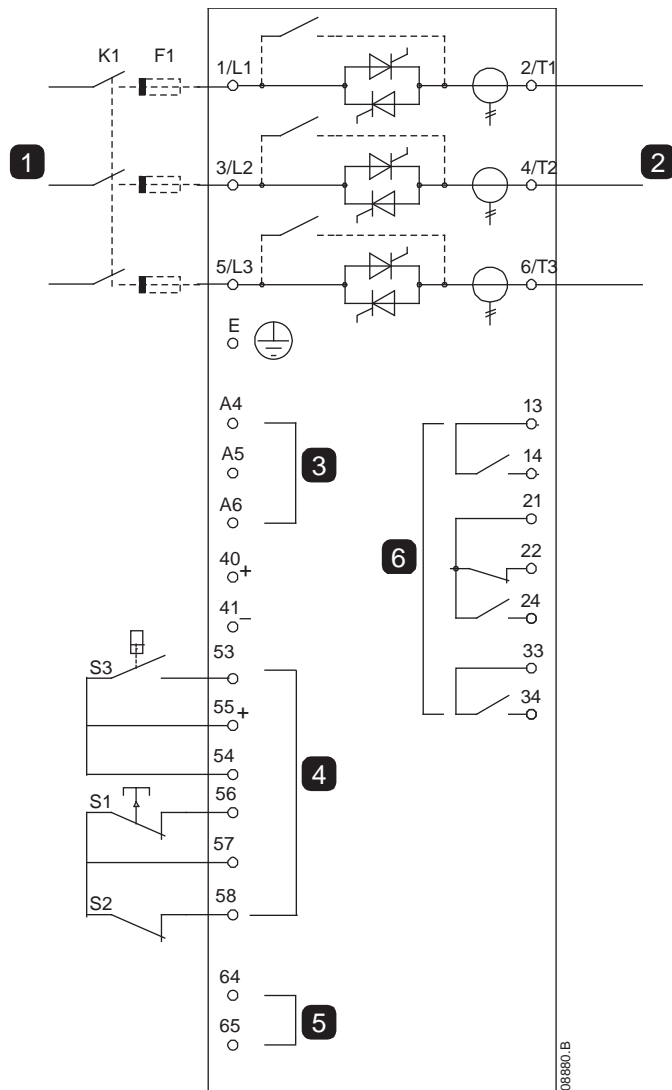 K1 F1 1/L1 2/T1
1 3/L2 4/T2 2
5/L3 6/T3
E
A4 13
A5 3 14
A6 21
40 + 6 22
41 – 24
S3 53 33
55 + 34
54 4
S1 56
57
S2 58
64
65 5
08880.B